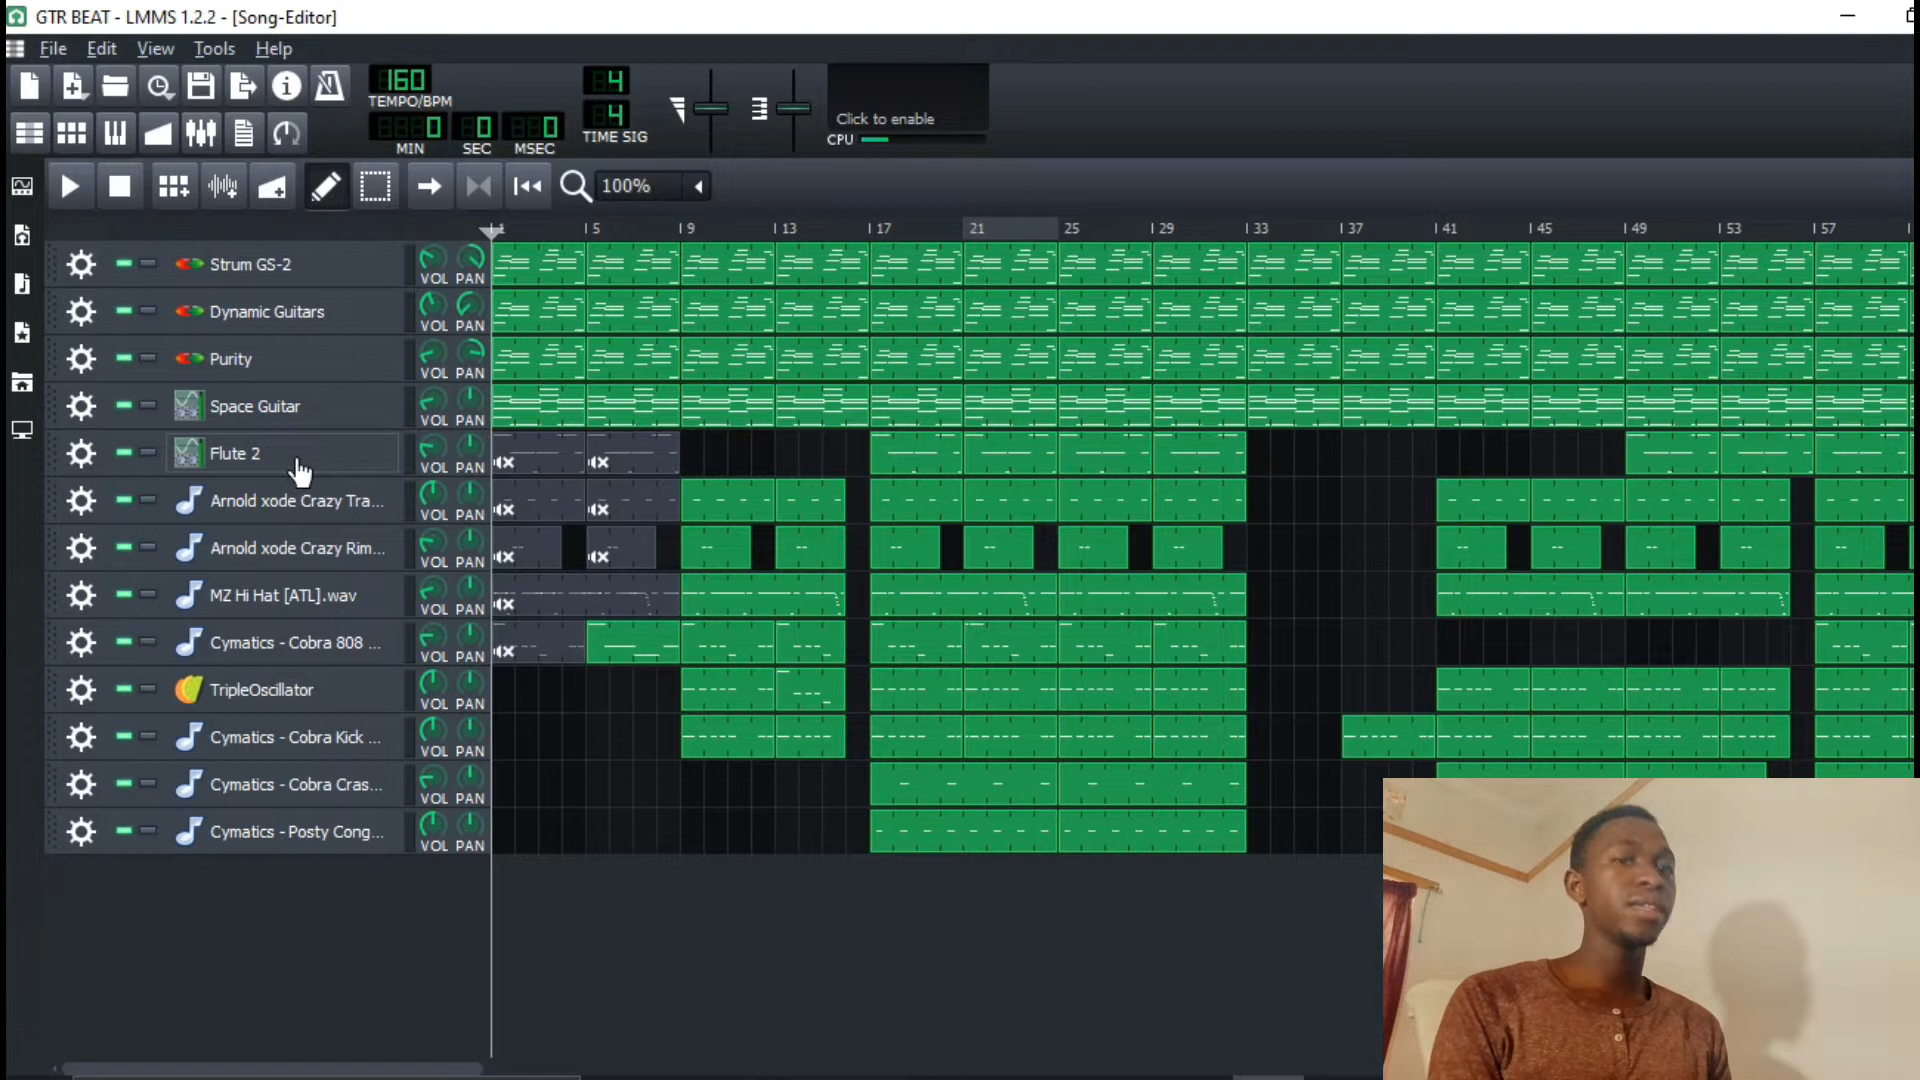 GTR BEAT - LMMS 1.2.2 - [Song-Editor]
File Edit View Tools Help
160
TEMPO/BPM
0 0 0
MIN SEC MSEC
4
4
TIME SIG
Click to enable
CPU
100%
1 5 9 13 17 21 25 29 33 37 41 45 49 53 57
Strum GS-2 VOL PAN
Dynamic Guitars VOL PAN
Purity VOL PAN
Space Guitar VOL PAN
Flute 2 VOL PAN
Arnold xode Crazy Tra... VOL PAN
Arnold xode Crazy Rim... VOL PAN
MZ Hi Hat [ATL].wav VOL PAN
Cymatics - Cobra 808 ... VOL PAN
TripleOscillator VOL PAN
Cymatics - Cobra Kick ... VOL PAN
Cymatics - Cobra Cras... VOL PAN
Cymatics - Posty Cong... VOL PAN